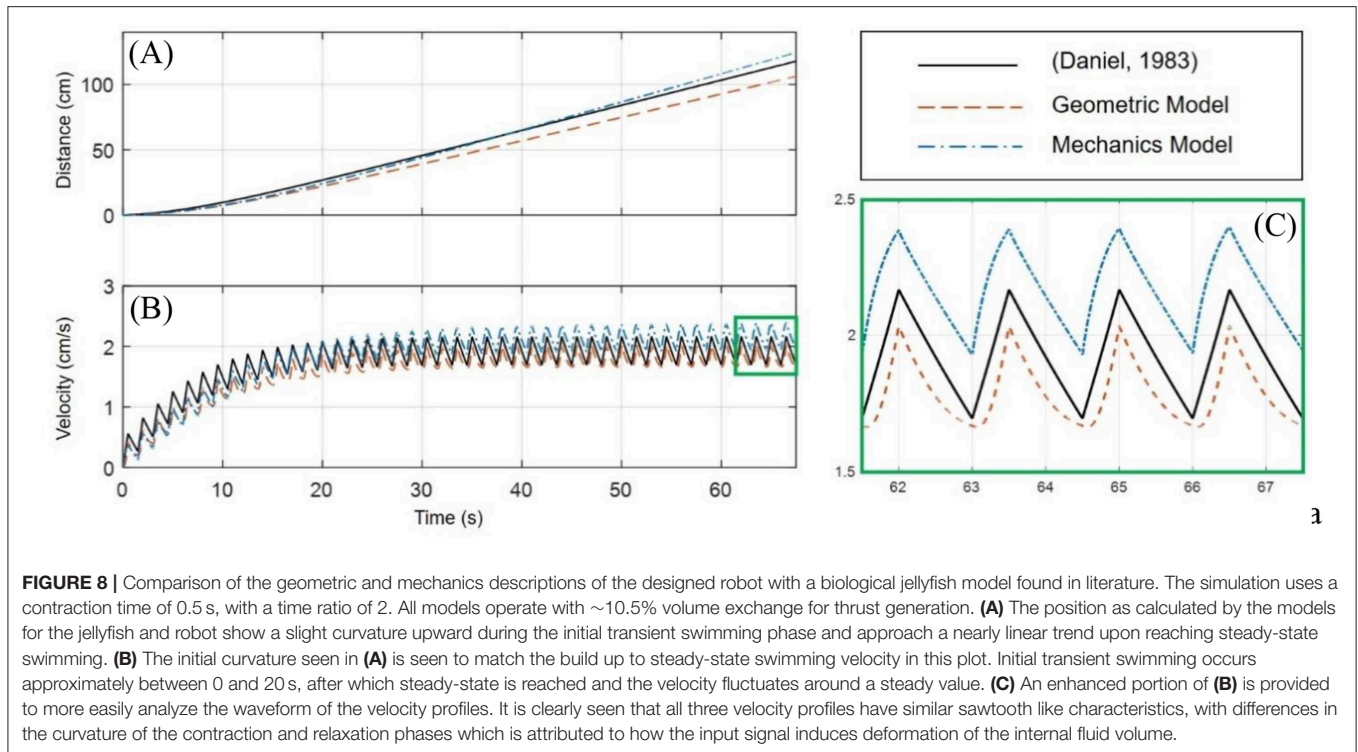 (A)
Distance (cm)
100
50
0
(B)
Velocity (cm/s)
3
2
1
0
0 10 20 30 40 50 60
Time (s)
(Daniel, 1983)
Geometric Model
Mechanics Model
2.5
(C)
2
1.5
62 63 64 65 66 67
a
FIGURE 8 | Comparison of the geometric and mechanics descriptions of the designed robot with a biological jellyfish model found in literature. The simulation uses a
contraction time of 0.5 s, with a time ratio of 2. All models operate with ~10.5% volume exchange for thrust generation. (A) The position as calculated by the models
for the jellyfish and robot show a slight curvature upward during the initial transient swimming phase and approach a nearly linear trend upon reaching steady-state
swimming. (B) The initial curvature seen in (A) is seen to match the build up to steady-state swimming velocity in this plot. Initial transient swimming occurs
approximately between 0 and 20 s, after which steady-state is reached and the velocity fluctuates around a steady value. (C) An enhanced portion of (B) is provided
to more easily analyze the waveform of the velocity profiles. It is clearly seen that all three velocity profiles have similar sawtooth like characteristics, with differences in
the curvature of the contraction and relaxation phases which is attributed to how the input signal induces deformation of the internal fluid volume.